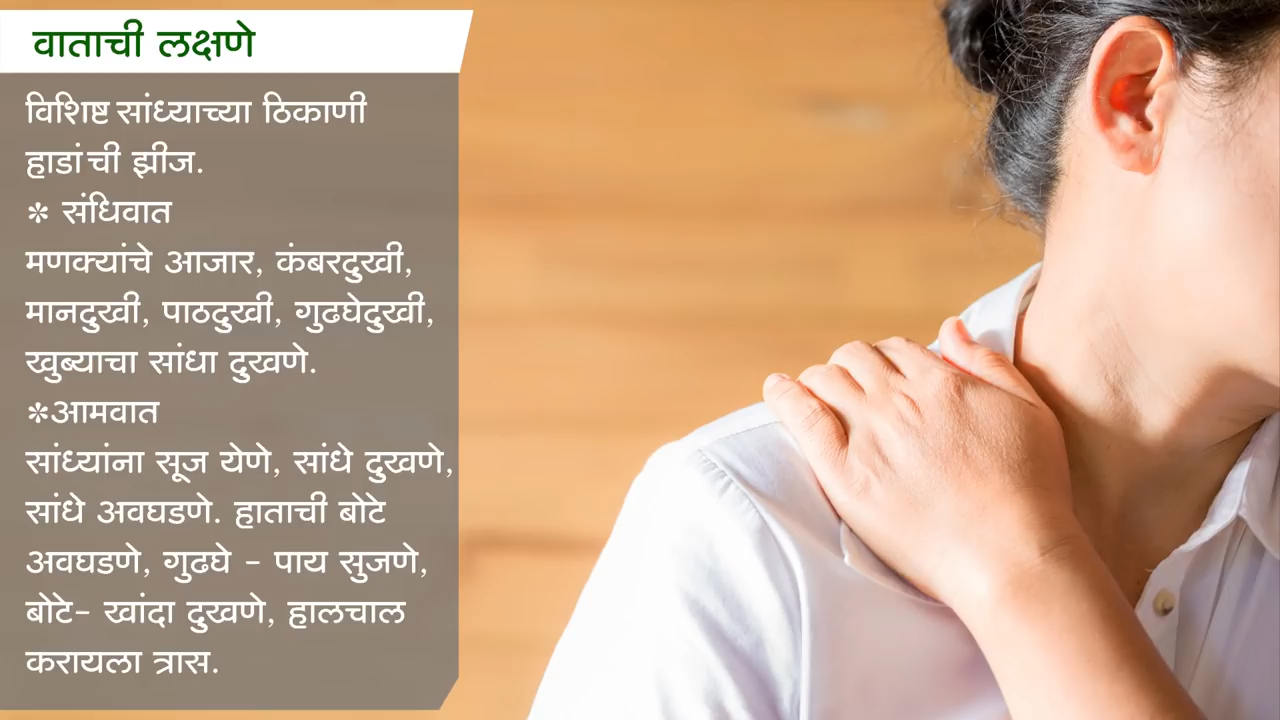 वाताची लक्षणे
विशिष्ट सांध्याच्या ठिकाणी
हाडांची झीज.
* संधिवात
मणक्यांचे आजार, कंबरदुखी,
मानदुखी, पाठदुखी, गुढघेदुखी,
खुब्याचा सांधा दुखणे.
*आमवात
सांध्यांना सूज येणे, सांधे दुखणे,
सांधे अवघडणे. हाताची बोटे
अवघडणे, गुढघे - पाय सुजणे,
बोटे- खांदा दुखणे, हालचाल
करायला त्रास.